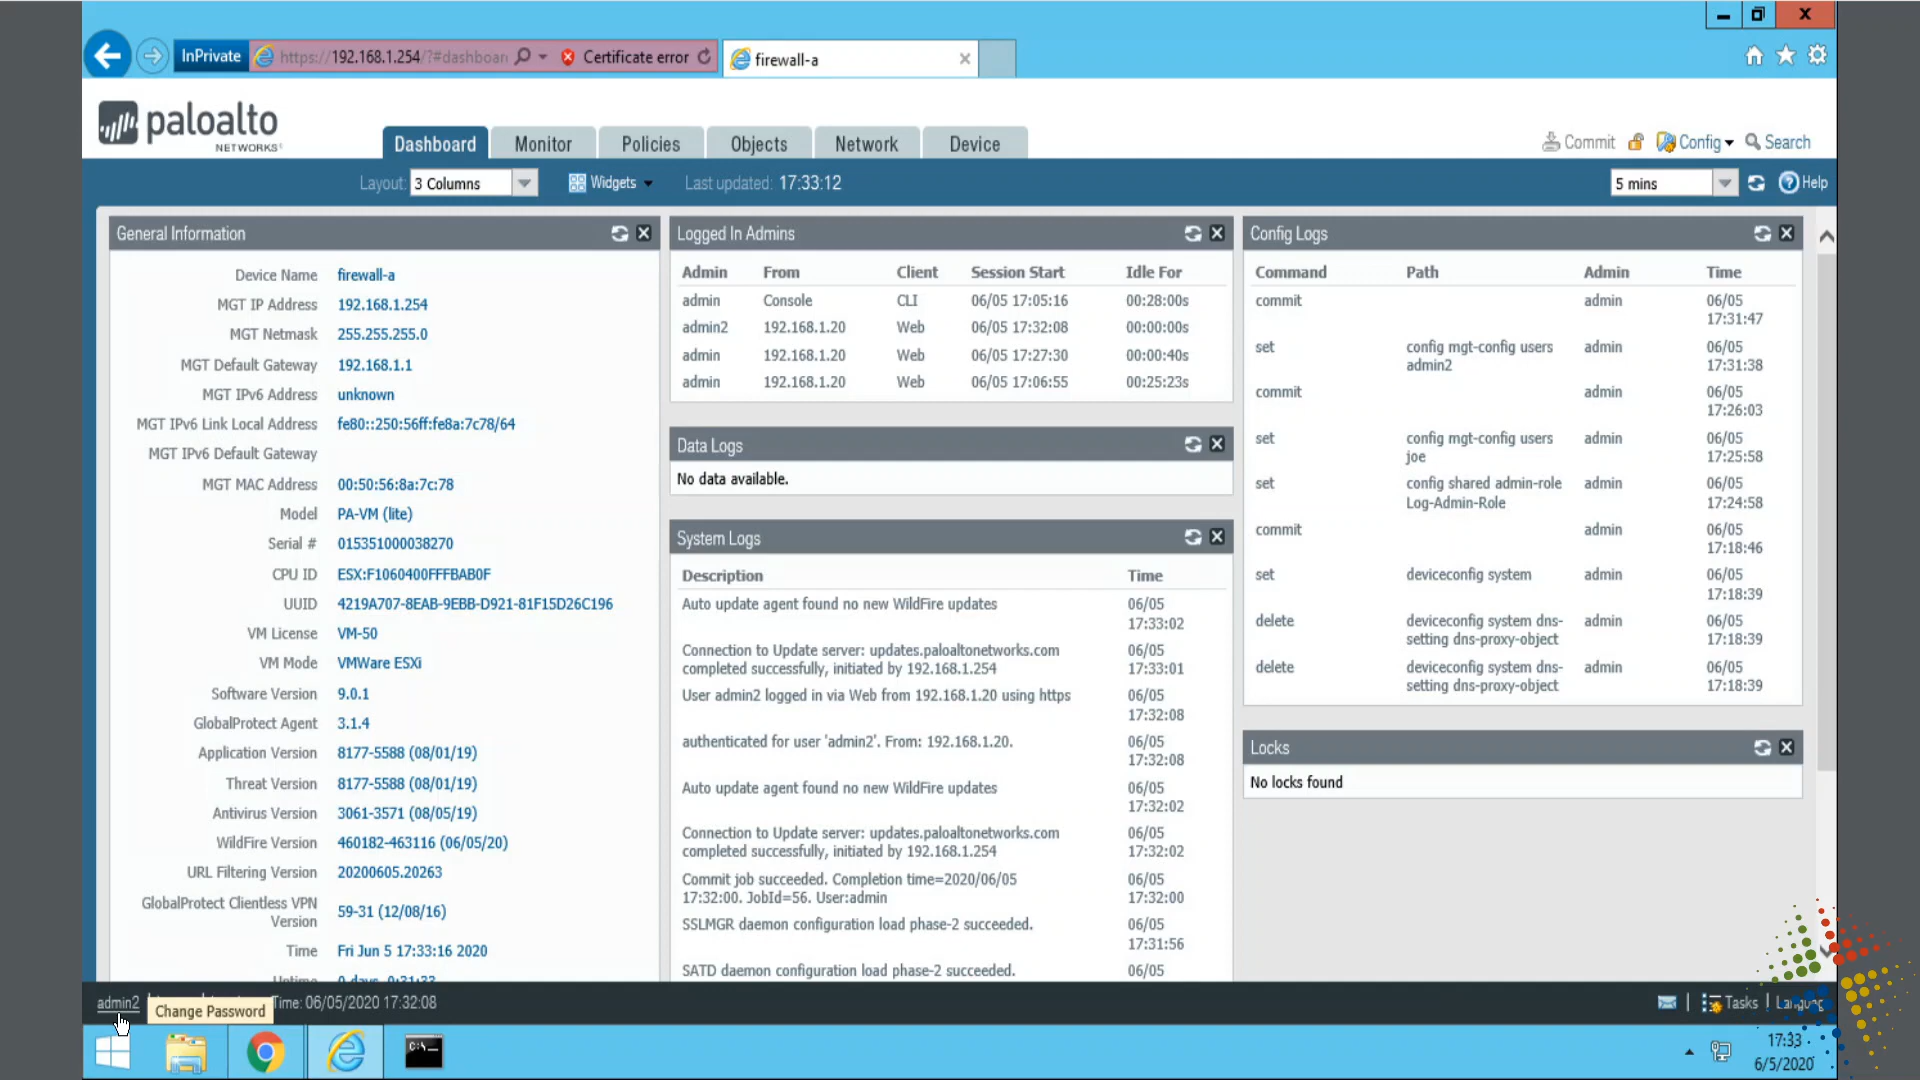 InPrivate https://192.168.1.254/?#dashboar Certificate error firewall-a
paloalto
NETWORKS
Dashboard Monitor Policies Objects Network Device
Commit Config Search
Layout: 3 Columns Widgets Last updated: 17:33:12 5 mins Help
General Information
Device Name firewall-a
MGT IP Address 192.168.1.254
MGT Netmask 255.255.255.0
MGT Default Gateway 192.168.1.1
MGT IPv6 Address unknown
MGT IPv6 Link Local Address fe80::250:56ff:fe8a:7c78/64
MGT IPv6 Default Gateway
MGT MAC Address 00:50:56:8a:7c:78
Model PA-VM (lite)
Serial # 015351000038270
CPU ID ESX:F1060400FFFBAB0F
UUID 4219A707-8EAB-9EBB-D921-81F15D26C196
VM License VM-50
VM Mode VMWare ESXi
Software Version 9.0.1
GlobalProtect Agent 3.1.4
Application Version 8177-5588 (08/01/19)
Threat Version 8177-5588 (08/01/19)
Antivirus Version 3061-3571 (08/05/19)
WildFire Version 460182-463116 (06/05/20)
URL Filtering Version 20200605.20263
GlobalProtect Clientless VPN
Version 59-31 (12/08/16)
Time Fri Jun 5 17:33:16 2020
Logged In Admins
Admin From Client Session Start Idle For
admin Console CLI 06/05 17:05:16 00:28:00s
admin2 192.168.1.20 Web 06/05 17:32:08 00:00:00s
admin 192.168.1.20 Web 06/05 17:27:30 00:00:40s
admin 192.168.1.20 Web 06/05 17:06:55 00:25:23s
Data Logs
No data available.
System Logs
Description Time
Auto update agent found no new WildFire updates 06/05
17:33:02
Connection to Update server: updates.paloaltonetworks.com 06/05
completed successfully, initiated by 192.168.1.254 17:33:01
User admin2 logged in via Web from 192.168.1.20 using https 06/05
17:32:08
authenticated for user 'admin2'. From: 192.168.1.20. 06/05
17:32:08
Auto update agent found no new WildFire updates 06/05
17:32:02
Connection to Update server: updates.paloaltonetworks.com 06/05
completed successfully, initiated by 192.168.1.254 17:32:02
Commit job succeeded. Completion time=2020/06/05 06/05
17:32:00. JobId=56. User:admin 17:32:00
SSLMGR daemon configuration load phase-2 succeeded. 06/05
17:31:56
SATD daemon configuration load phase-2 succeeded. 06/05
Config Logs
Command Path Admin Time
commit admin 06/05
17:31:47
set config mgt-config users admin 06/05
admin2 17:31:38
commit admin 06/05
17:26:03
set config mgt-config users admin 06/05
joe 17:25:58
set config shared admin-role admin 06/05
Log-Admin-Role 17:24:58
commit admin 06/05
17:18:46
set deviceconfig system admin 06/05
17:18:39
delete deviceconfig system dns- admin 06/05
setting dns-proxy-object 17:18:39
delete deviceconfig system dns- admin 06/05
setting dns-proxy-object 17:18:39
Locks
No locks found
admin2 Change Password Time: 06/05/2020 17:32:08 Tasks
C:\
17:33
6/5/2020